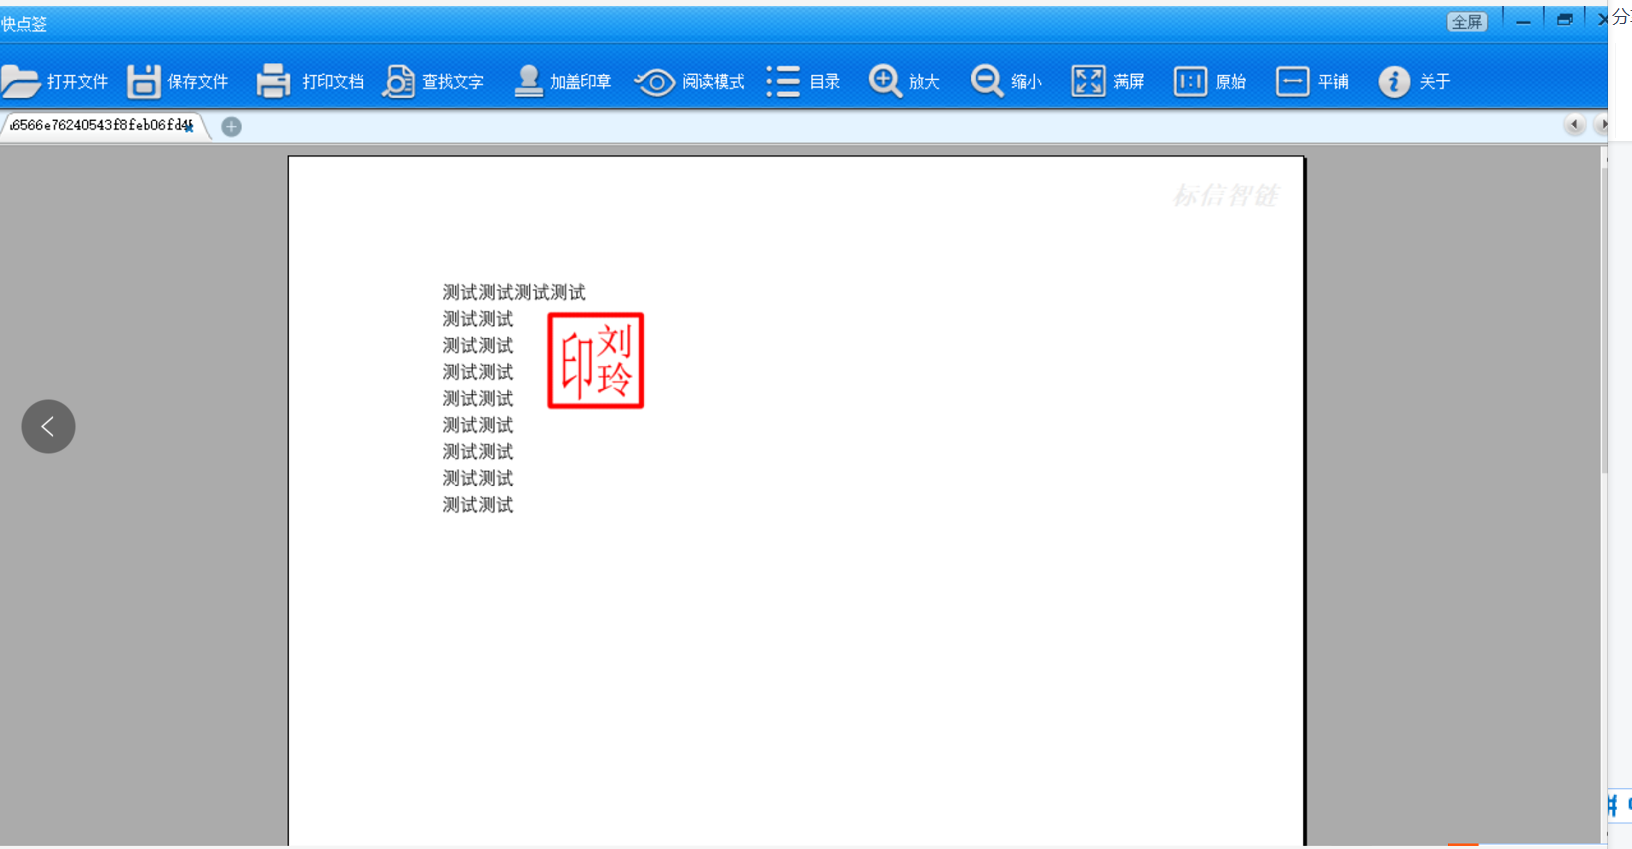 快点签
全屏
打开文件 保存文件 打印文档 查找文字 加盖印章 阅读模式 目录 放大 缩小 满屏 原始 平铺 关于
标信智链
测试测试测试测试
测试测试
测试测试
测试测试
测试测试
测试测试
测试测试
测试测试
测试测试
刘玲印